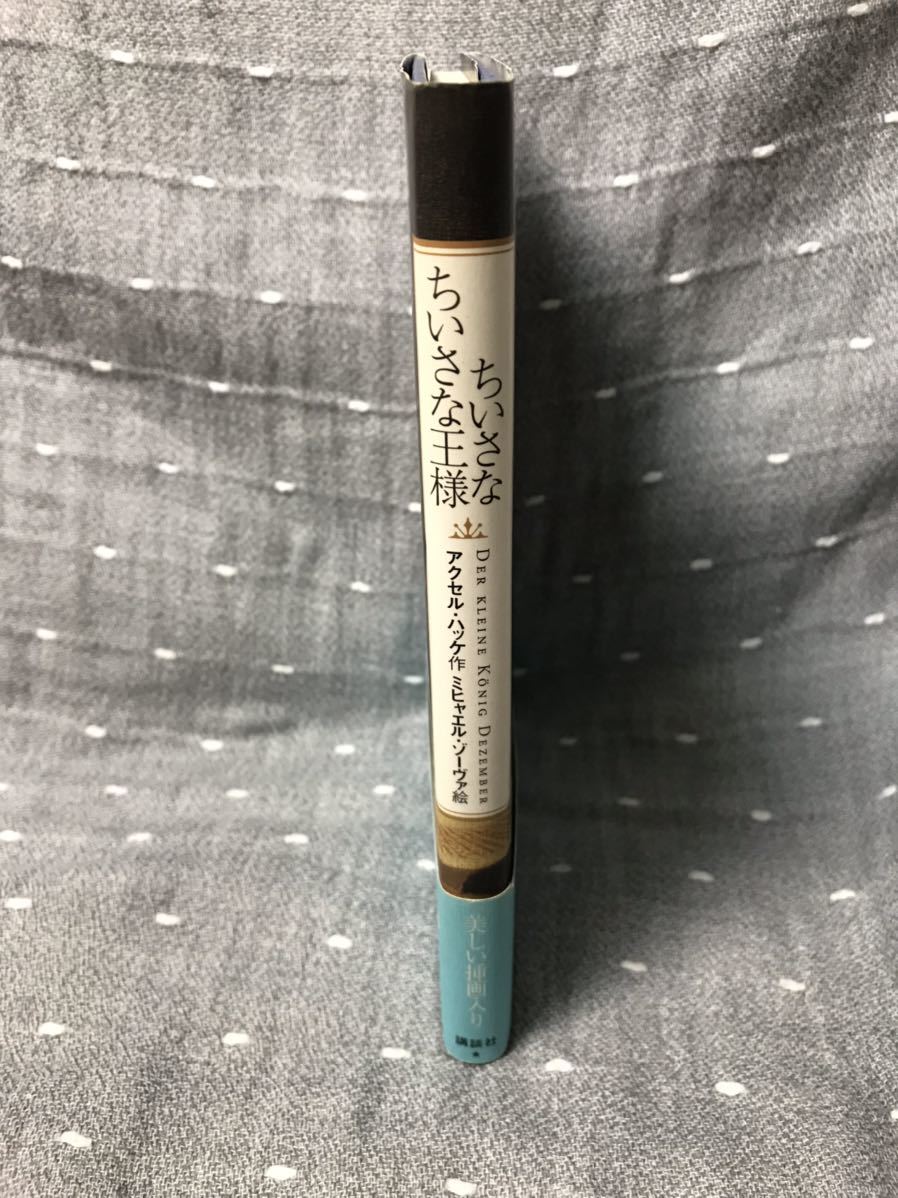 ちいさな
ちいさな王様
DER KLEINE KÖNIG DEZEMBER
アクセル・ハッケ作 ミヒャエル・ゾーヴァ絵
美しい挿画入り
講談社